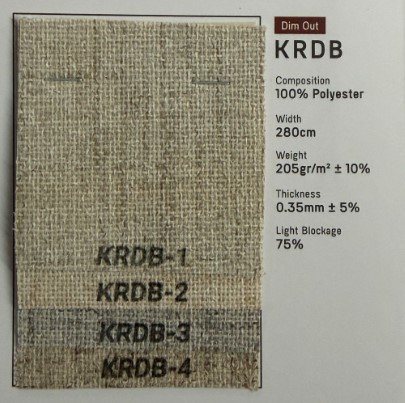 Dim Out
KRDB
Composition
100% Polyester
Width
280cm
Weight
205gr/m² ± 10%
Thickness
0.35mm ± 5%
Light Blockage
75%
KRDB-1
KRDB-2
KRDB-3
KRDB-4